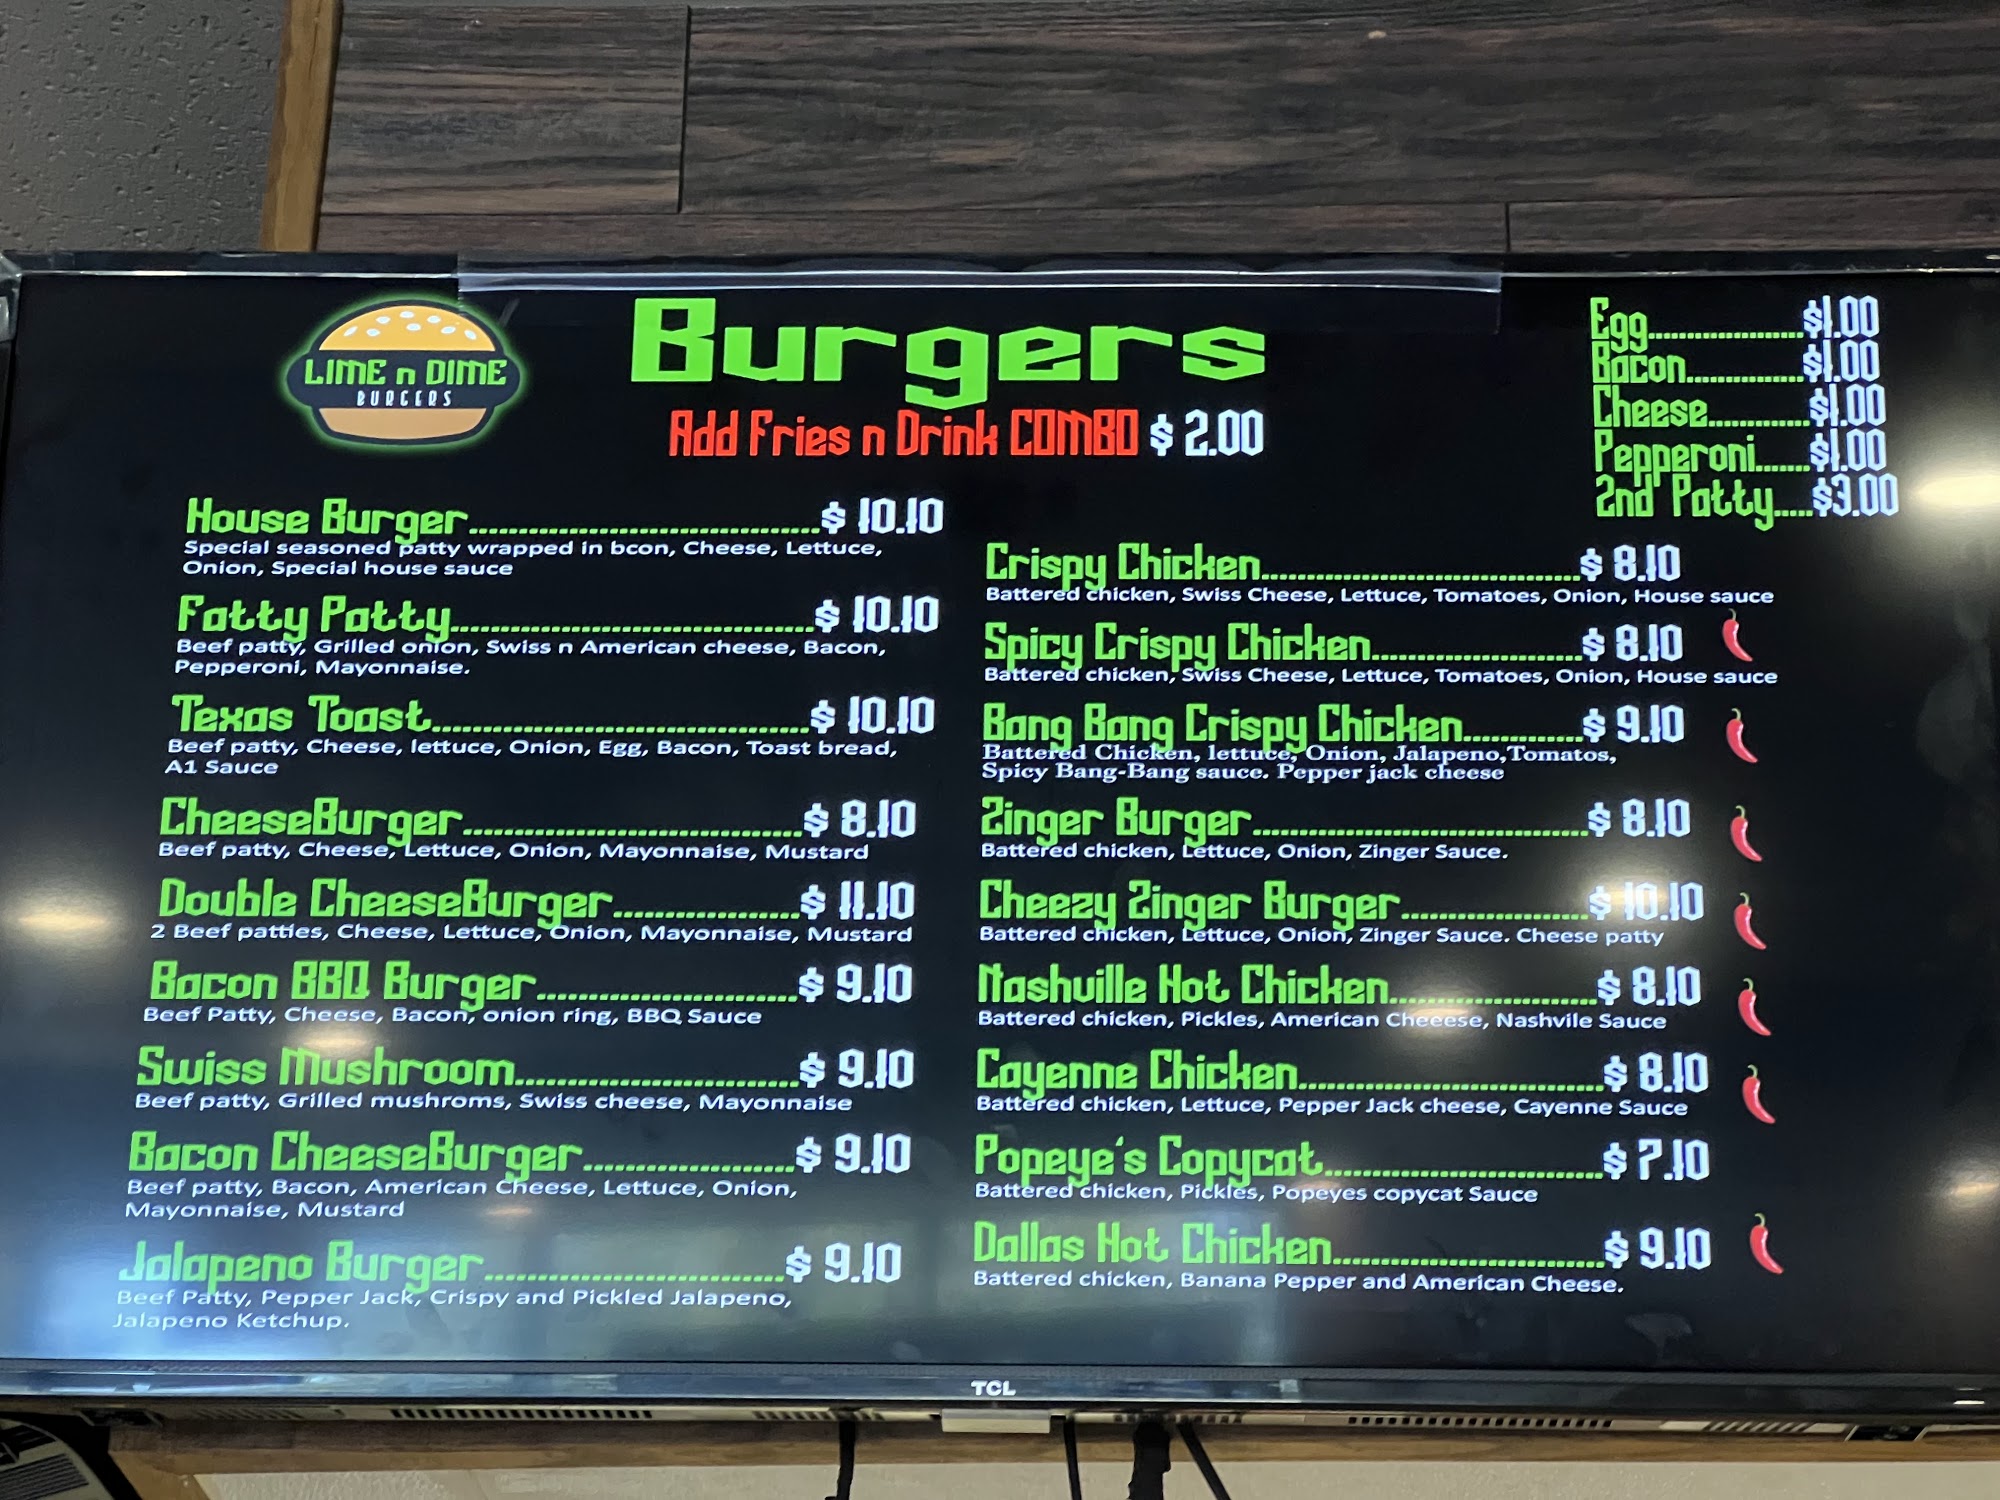 LIME n DIME
BURGERS
Burgers
Add Fries n Drink COMBO $ 2.00
Egg..................$1.00
Bacon..............$1.00
Cheese............$1.00
Pepperoni......$1.00
2nd Patty.....$3.00
House Burger...................................$ 10.10
Special seasoned patty wrapped in bcon, Cheese, Lettuce,
Onion, Special house sauce
Fatty Patty....................................$ 10.10
Beef patty, Grilled onion, Swiss n American cheese, Bacon,
Pepperoni, Mayonnaise.
Texas Toast.....................................$ 10.10
Beef patty, Cheese, lettuce, Onion, Egg, Bacon, Toast bread,
A1 Sauce
CheeseBurger..................................$ 8.10
Beef patty, Cheese, Lettuce, Onion, Mayonnaise, Mustard
Double CheeseBurger...................$ 11.10
2 Beef patties, Cheese, Lettuce, Onion, Mayonnaise, Mustard
Bacon BBQ Burger..........................$ 9.10
Beef Patty, Cheese, Bacon, onion ring, BBQ Sauce
Swiss Mushroom............................$ 9.10
Beef patty, Grilled mushroms, Swiss cheese, Mayonnaise
Bacon CheeseBurger.....................$ 9.10
Beef patty, Bacon, American Cheese, Lettuce, Onion,
Mayonnaise, Mustard
Jalapeno Burger..............................$ 9.10
Beef Patty, Pepper Jack, Crispy and Pickled Jalapeno,
Jalapeno Ketchup.
Crispy Chicken...................................$ 8.10
Battered chicken, Swiss Cheese, Lettuce, Tomatoes, Onion, House sauce
Spicy Crispy Chicken.......................$ 8.10
Battered chicken, Swiss Cheese, Lettuce, Tomatoes, Onion, House sauce
Bang Bang Crispy Chicken.............$ 9.10
Battered Chicken, lettuce, Onion, Jalapeno,Tomatos,
Spicy Bang-Bang sauce. Pepper jack cheese
Zinger Burger.....................................$ 8.10
Battered chicken, Lettuce, Onion, Zinger Sauce.
Cheezy Zinger Burger....................$ 10.10
Battered chicken, Lettuce, Onion, Zinger Sauce. Cheese patty
Nashville Hot Chicken.......................$ 8.10
Battered chicken, Pickles, American Cheeese, Nashvile Sauce
Cayenne Chicken..................................$ 8.10
Battered chicken, Lettuce, Pepper Jack cheese, Cayenne Sauce
Popeye's Copycat...............................$ 7.10
Battered chicken, Pickles, Popeyes copycat Sauce
Dallas Hot Chicken..............................$ 9.10
Battered chicken, Banana Pepper and American Cheese.
TCL